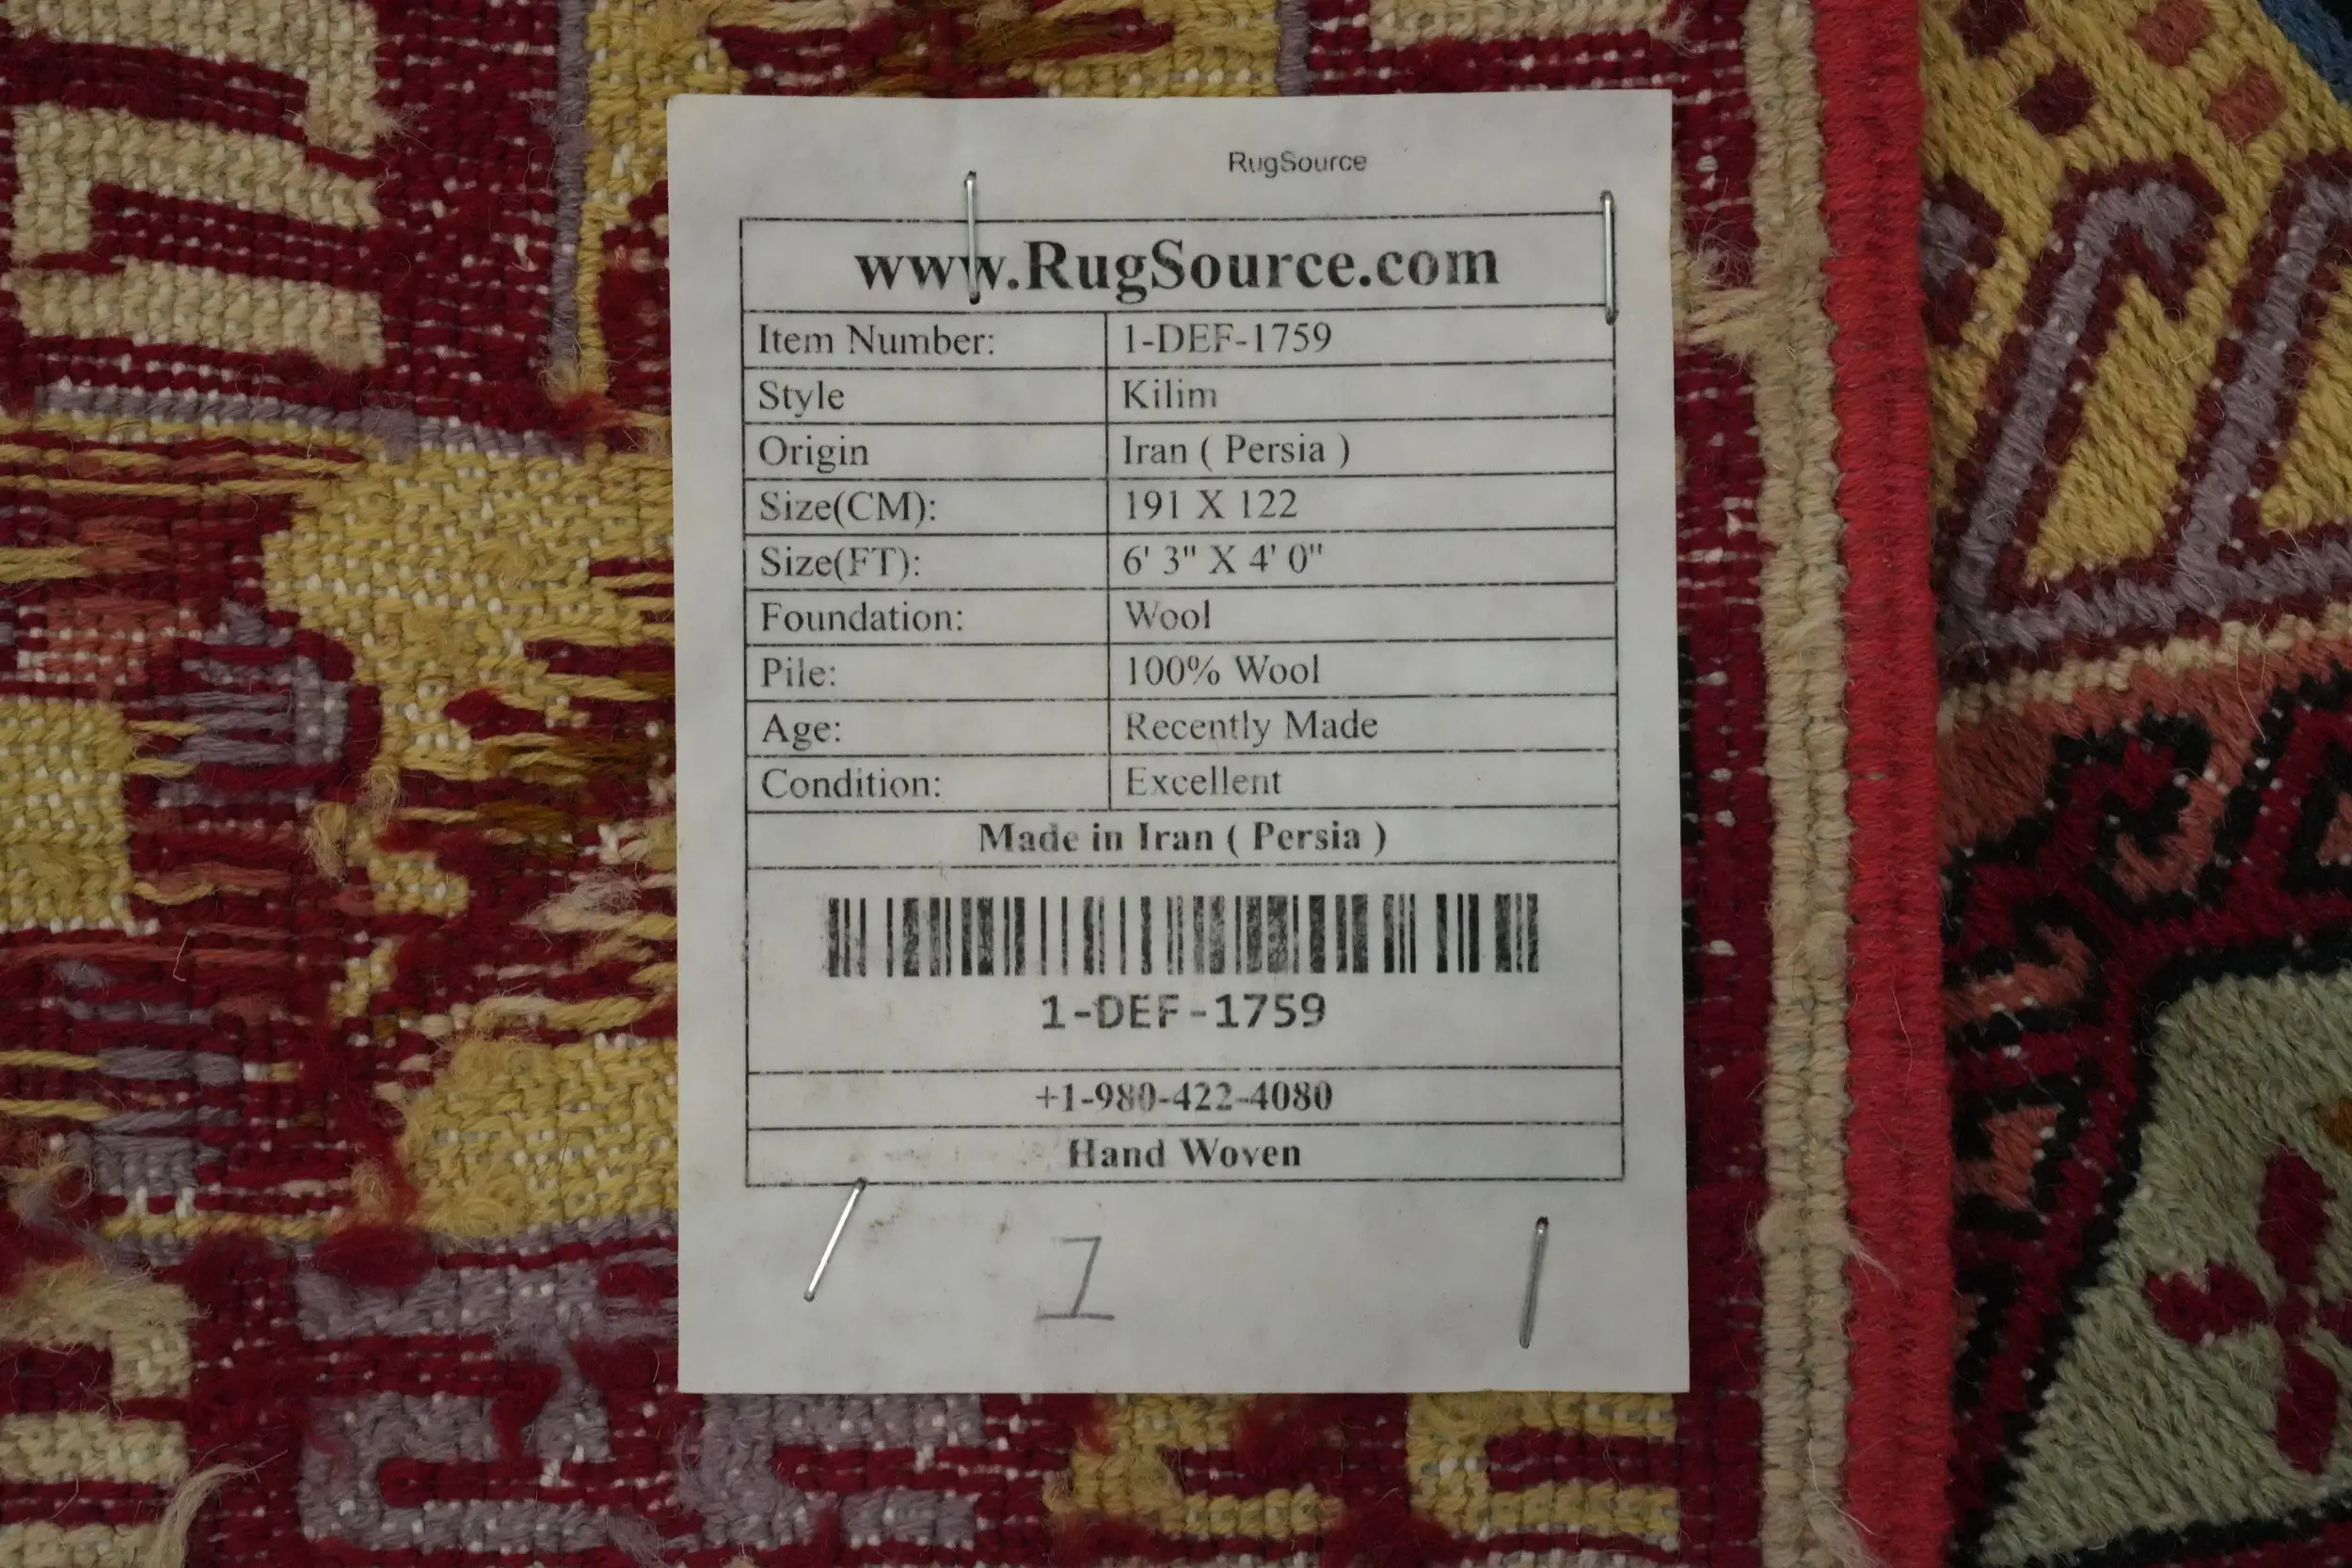 RugSource
www.RugSource.com
Item Number: 1-DEF-1759
Style Kilim
Origin Iran ( Persia )
Size(CM): 191 X 122
Size(FT): 6' 3" X 4' 0"
Foundation: Wool
Pile: 100% Wool
Age: Recently Made
Condition: Excellent
Made in Iran ( Persia )
1-DEF-1759
+1-980-422-4080
Hand Woven
1